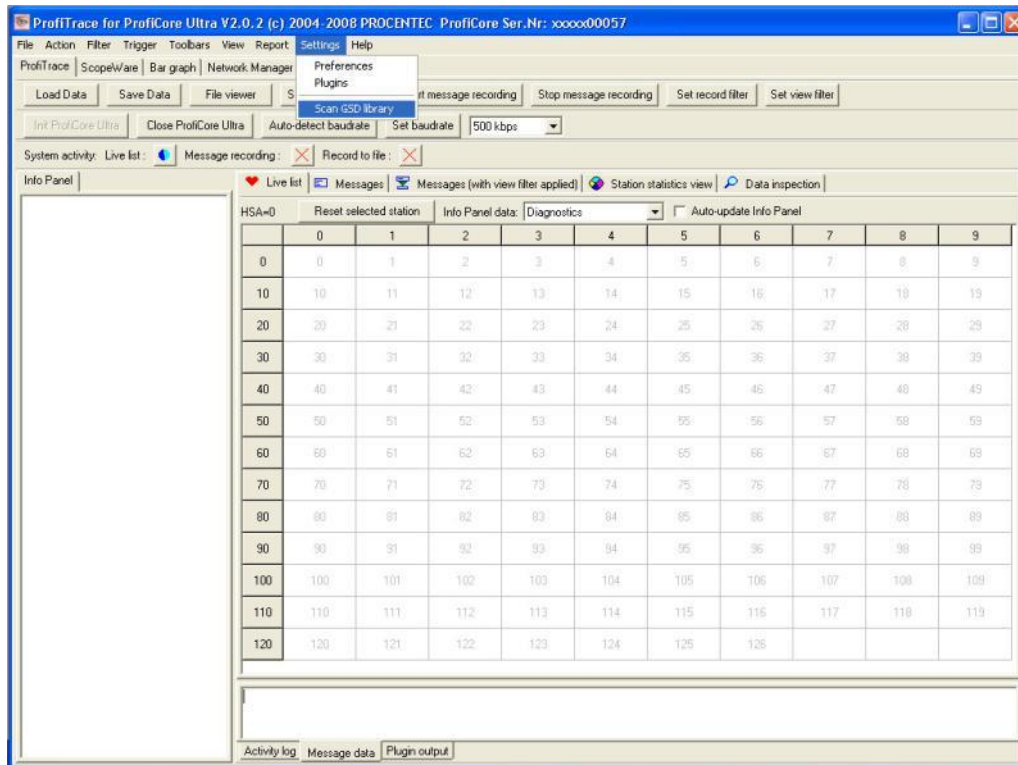 ProfiTrace for ProfiCore Ultra V2.0.2 (c) 2004-2008 PROCENTEC ProfiCore Ser.Nr: xxxxx00057
File Action Filter Trigger Toolbars View Report Settings Help
ProfiTrace ScopeWare Bar graph Network Manager
Preferences
Plugins
Scan GSD library
Load Data Save Data File viewer S rt message recording Stop message recording Set record filter Set view filter
Init ProfiCore Ultra Close ProfiCore Ultra Auto-detect baudrate Set baudrate 500 kbps
System activity: Live list : Message recording : Record to file :
Info Panel Live list Messages Messages (with view filter applied) Station statistics view Data inspection
HSA=0 Reset selected station Info Panel data: Diagnostics Auto-update Info Panel
0 1 2 3 4 5 6 7 8 9
0 0 1 2 3 4 5 6 7 8 9
10 10 11 12 13 14 15 16 17 18 19
20 20 21 22 23 24 25 26 27 28 29
30 30 31 32 33 34 35 36 37 38 39
40 40 41 42 43 44 45 46 47 48 49
50 50 51 52 53 54 55 56 57 58 59
60 60 61 62 63 64 65 66 67 68 69
70 70 71 72 73 74 75 76 77 78 79
80 80 81 82 83 84 85 86 87 88 89
90 90 91 92 93 94 95 96 97 98 99
100 100 101 102 103 104 105 106 107 108 109
110 110 111 112 113 114 115 116 117 118 119
120 120 121 122 123 124 125 126
Activity log Message data Plugin output